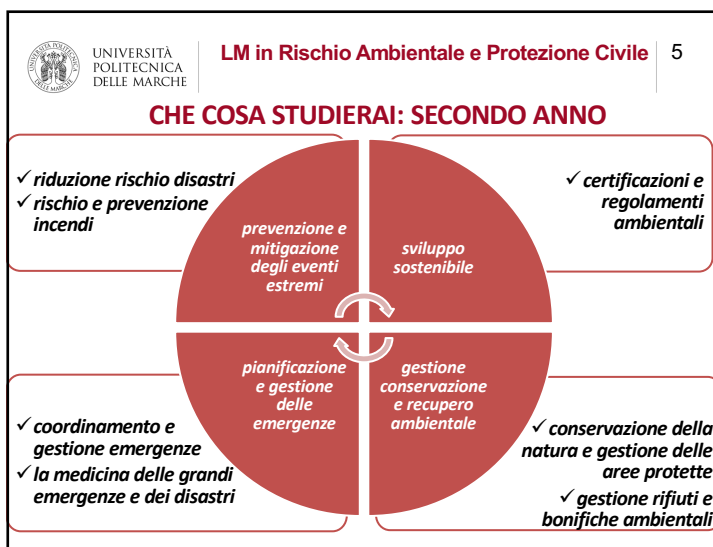 UNIVERSITÀ
POLITECNICA
DELLE MARCHE
LM in Rischio Ambientale e Protezione Civile
5
CHE COSA STUDIERAI: SECONDO ANNO
✓ riduzione rischio disastri
✓ rischio e prevenzione
incendi
prevenzione e
mitigazione
degli eventi
estremi
sviluppo
sostenibile
✓ certificazioni e
regolamenti
ambientali
✓ coordinamento e
gestione emergenze
✓ la medicina delle grandi
emergenze e dei disastri
pianificazione
e gestione
delle
emergenze
gestione
conservazione
e recupero
ambientale
✓ conservazione della
natura e gestione delle
aree protette
✓ gestione rifiuti e
bonifiche ambientali